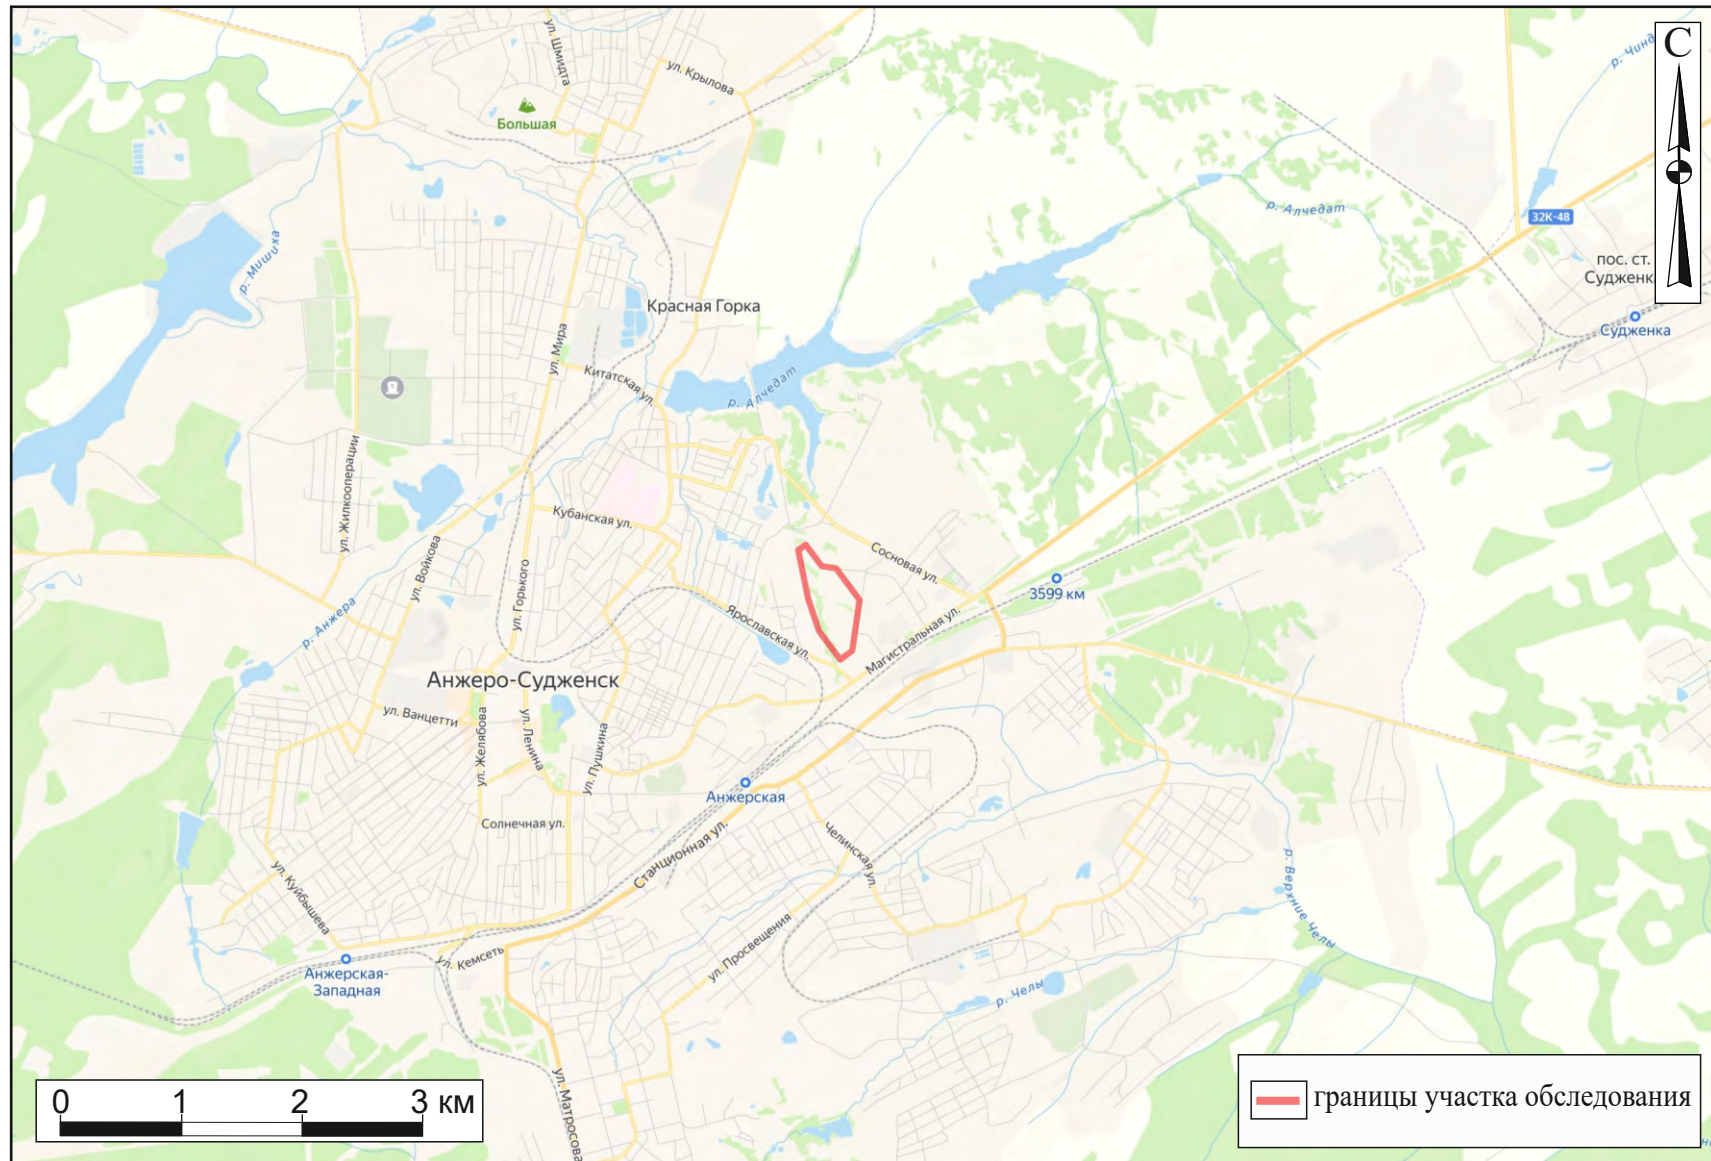 ул. Шмидта
ул. Крылова
С
р. Чинд
Большая
р. Алчедат
32К-48
р. Мишиха
пос. ст.
Судженка
Красная Горка
Судженка
ул. Мира
Китатская ул.
р. Алчедат
ул. Жилкооперации
Кубанская ул.
ул. Войкова
Сосновая ул.
ул. Горького
3599 км
р. Анжера
Ярославская ул.
Магистральная ул.
Анжеро-Судженск
ул. Ванцетти
ул. Желябова
ул. Ленина
ул. Пушкина
Анжерская
Солнечная ул.
Станционная ул.
Челинская ул.
ул. Куйбышева
р. Верхние Челы
ул. Просвещения
ул. Кемсеть
Анжерская-
Западная
р. Челы
ул. Матросова
0 1 2 3 км
границы участка обследования